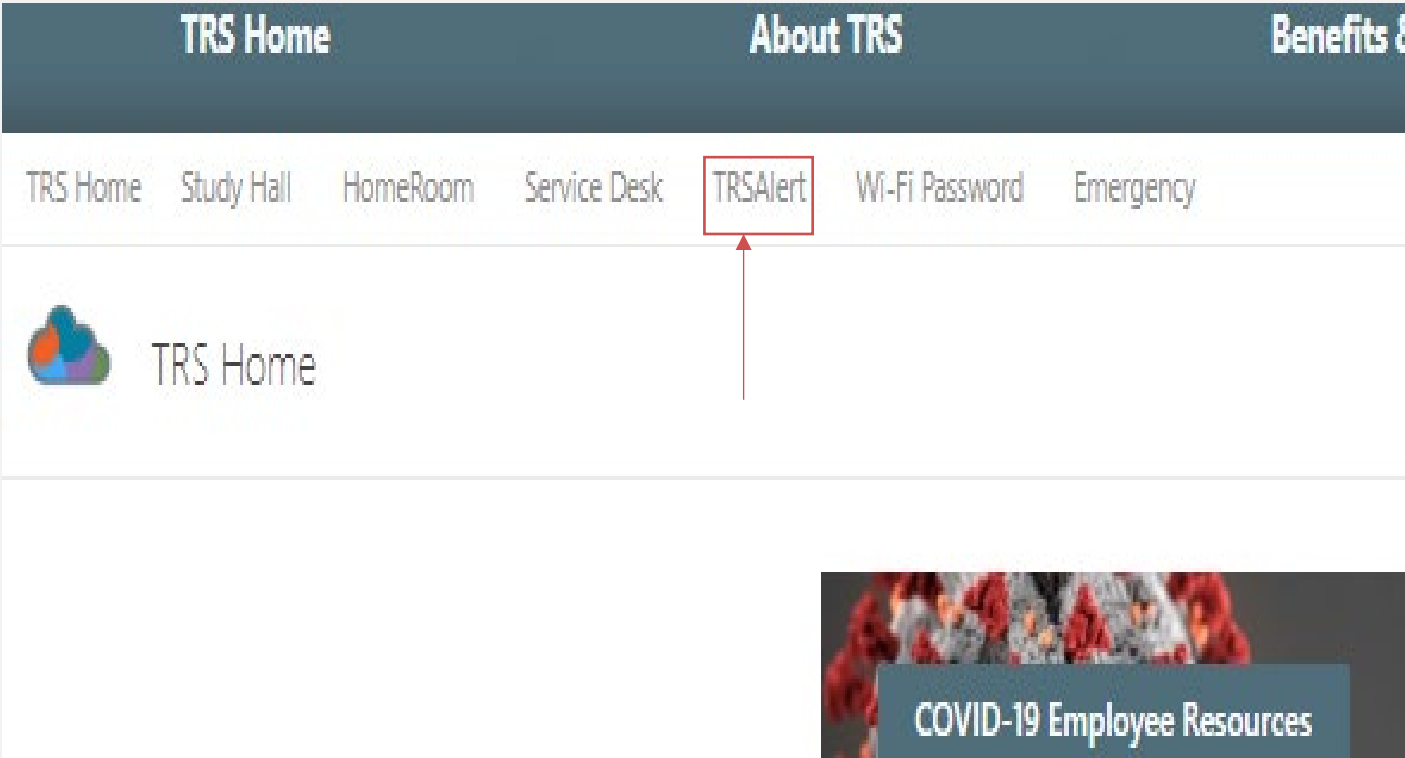 TRS Home About TRS Benefits &
TRS Home Study Hall HomeRoom Service Desk TRSAlert Wi-Fi Password Emergency
TRS Home
COVID-19 Employee Resources